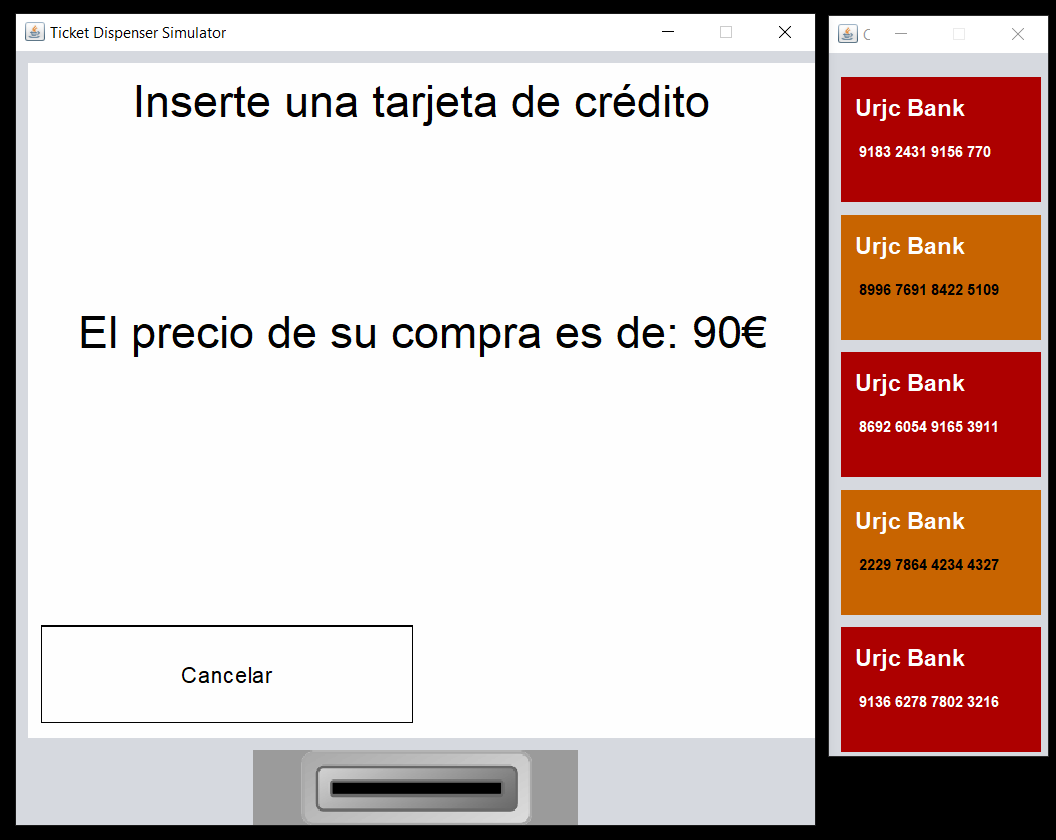 Ticket Dispenser Simulator
Inserte una tarjeta de crédito
El precio de su compra es de: 90€
Cancelar
Urjc Bank
9183 2431 9156 770
Urjc Bank
8996 7691 8422 5109
Urjc Bank
8692 6054 9165 3911
Urjc Bank
2229 7864 4234 4327
Urjc Bank
9136 6278 7802 3216